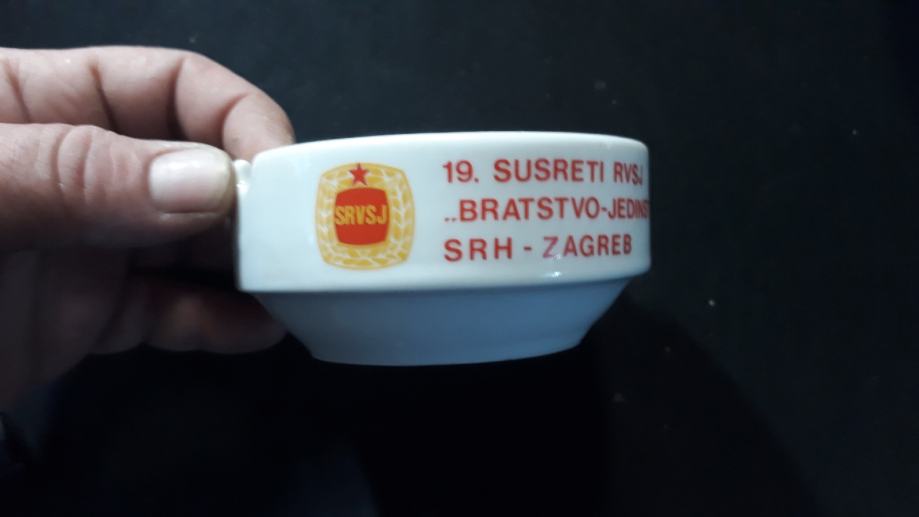 SRVSJ
19. SUSRETI RVSJ
„BRATSTVO-JEDINS
SRH - ZAGREB